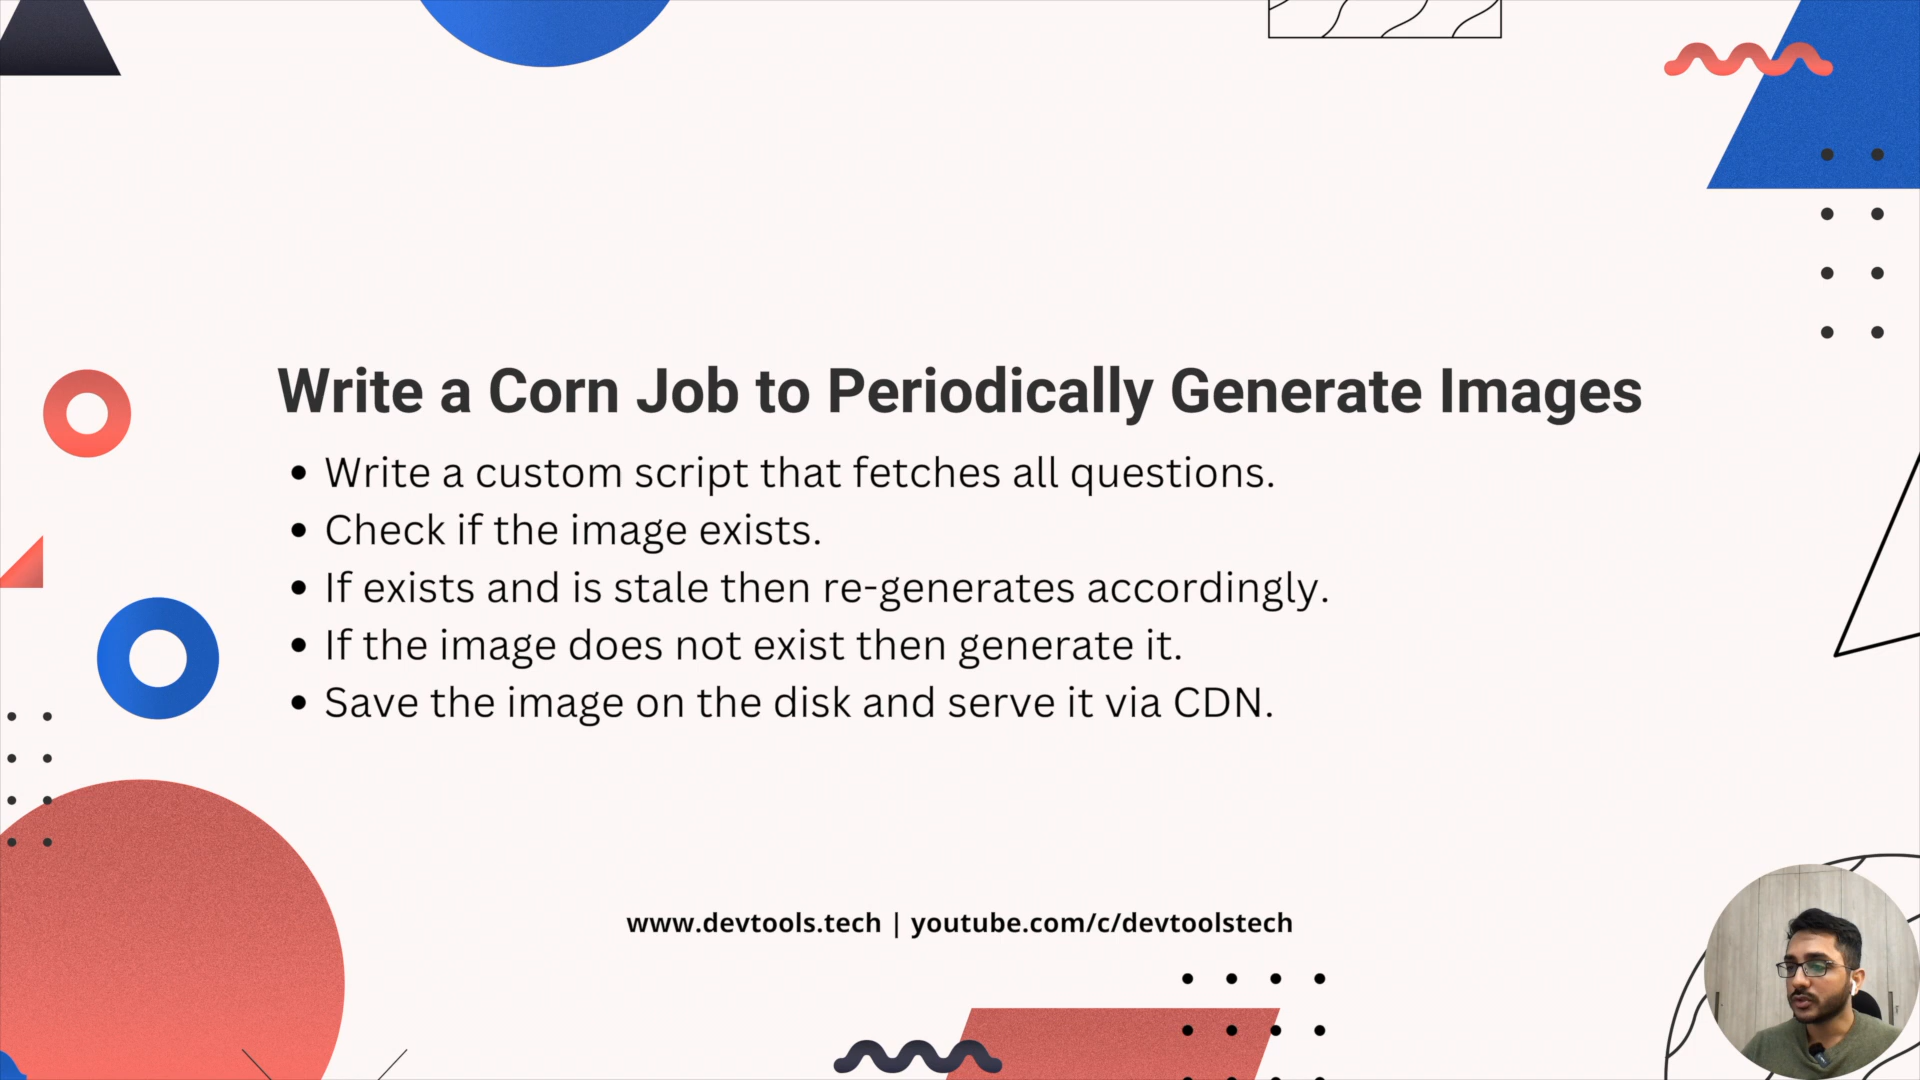 Write a Corn Job to Periodically Generate Images
• Write a custom script that fetches all questions.
• Check if the image exists.
• If exists and is stale then re-generates accordingly.
• If the image does not exist then generate it.
• Save the image on the disk and serve it via CDN.
www.devtools.tech | youtube.com/c/devtoolstech